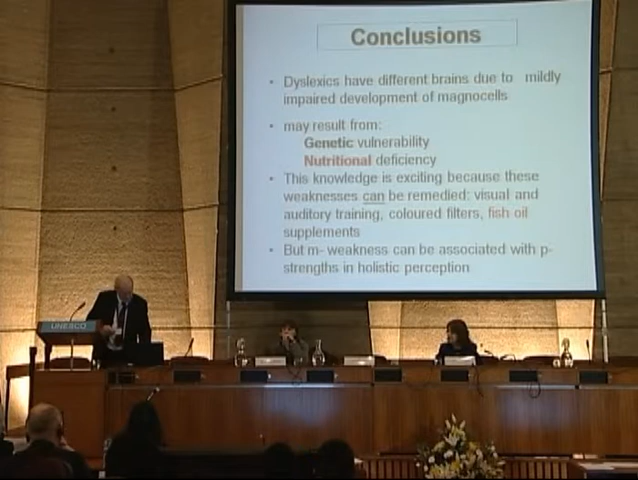 Conclusions
• Dyslexics have different brains due to mildly
impaired development of magnocells
• may result from:
Genetic vulnerability
Nutritional deficiency
• This knowledge is exciting because these
weaknesses can be remedied: visual and
auditory training, coloured filters, fish oil
supplements
• But m- weakness can be associated with p-
strengths in holistic perception
UNESCO